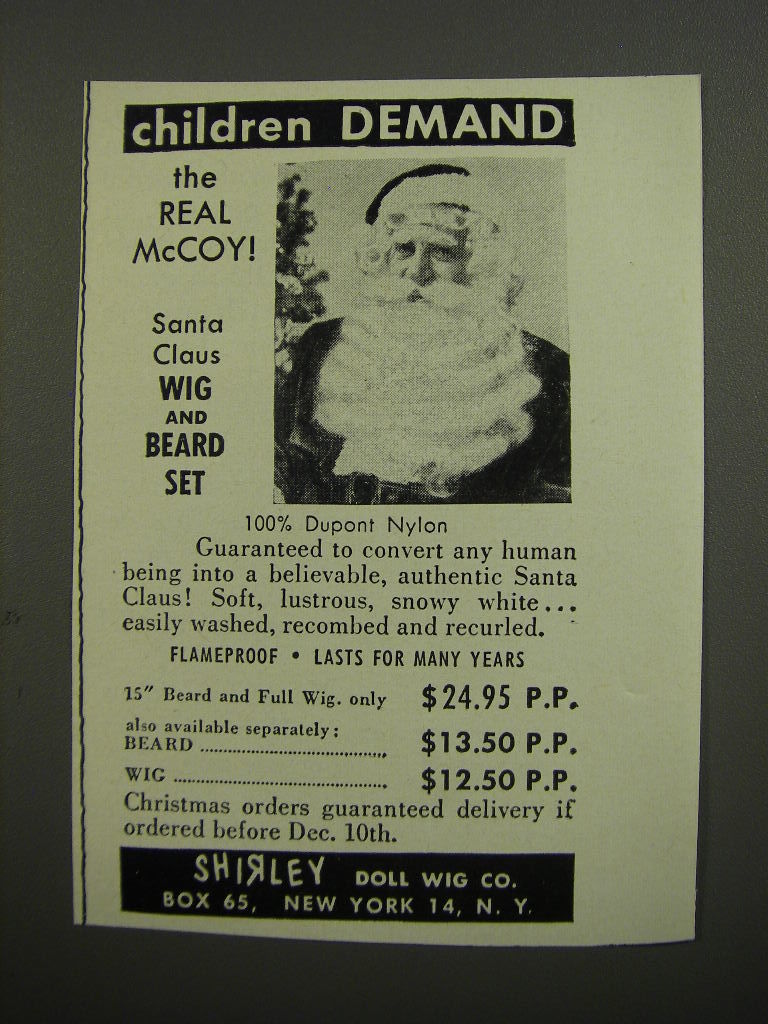 children DEMAND
the
REAL
McCOY!
Santa
Claus
WIG
AND
BEARD
SET
100% Dupont Nylon
Guaranteed to convert any human
being into a believable, authentic Santa
Claus! Soft, lustrous, snowy white...
easily washed, recombed and recurled.
FLAMEPROOF • LASTS FOR MANY YEARS
15" Beard and Full Wig. only $24.95 P.P.
also available separately:
BEARD ........................................ $13.50 P.P.
WIG ............................................. $12.50 P.P.
Christmas orders guaranteed delivery if
ordered before Dec. 10th.
SHIRLEY DOLL WIG CO.
BOX 65, NEW YORK 14, N. Y.